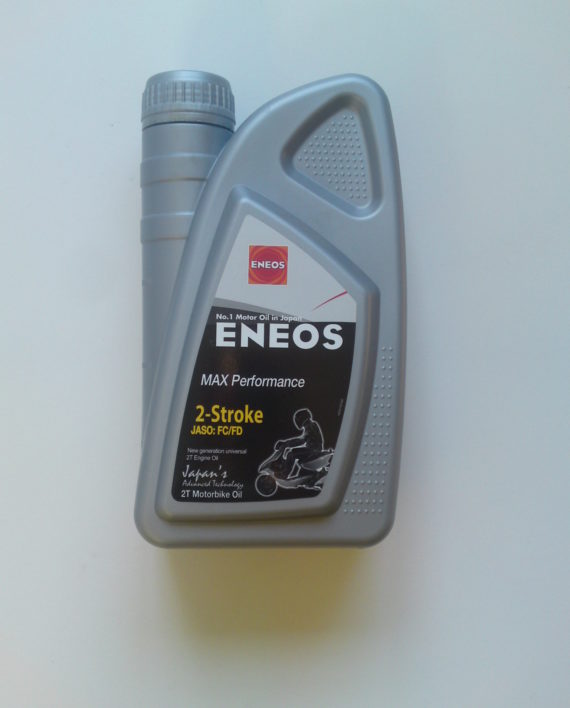 ENEOS
No.1 Motor Oil in Japan
ENEOS
MAX Performance
2-Stroke
JASO: FC/FD
New generation universal
2T Engine Oil
Japan's
Advanced Technology
2T Motorbike Oil